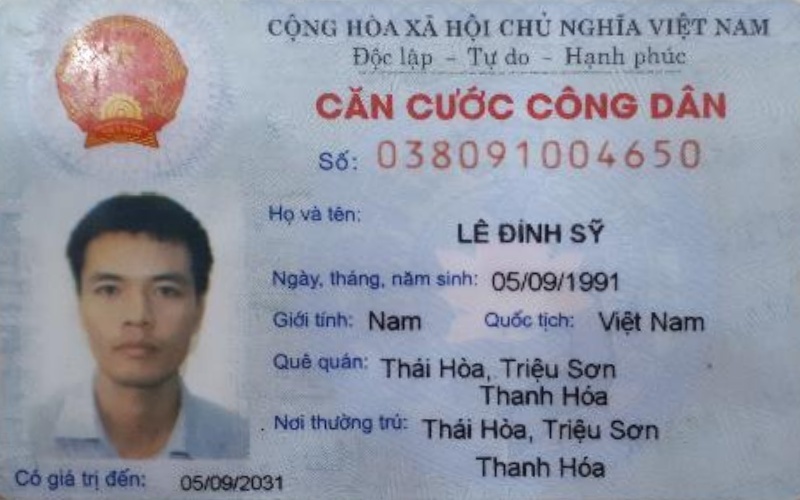 CỘNG HÒA XÃ HỘI CHỦ NGHĨA VIỆT NAM
Độc lập - Tự do - Hạnh phúc
CĂN CƯỚC CÔNG DÂN
Số: 038091004650
Họ và tên:
LÊ ĐÌNH SỸ
Ngày, tháng, năm sinh: 05/09/1991
Giới tính: Nam Quốc tịch: Việt Nam
Quê quán: Thái Hòa, Triệu Sơn
Thanh Hóa
Nơi thường trú: Thái Hòa, Triệu Sơn
Thanh Hóa
Có giá trị đến: 05/09/2031